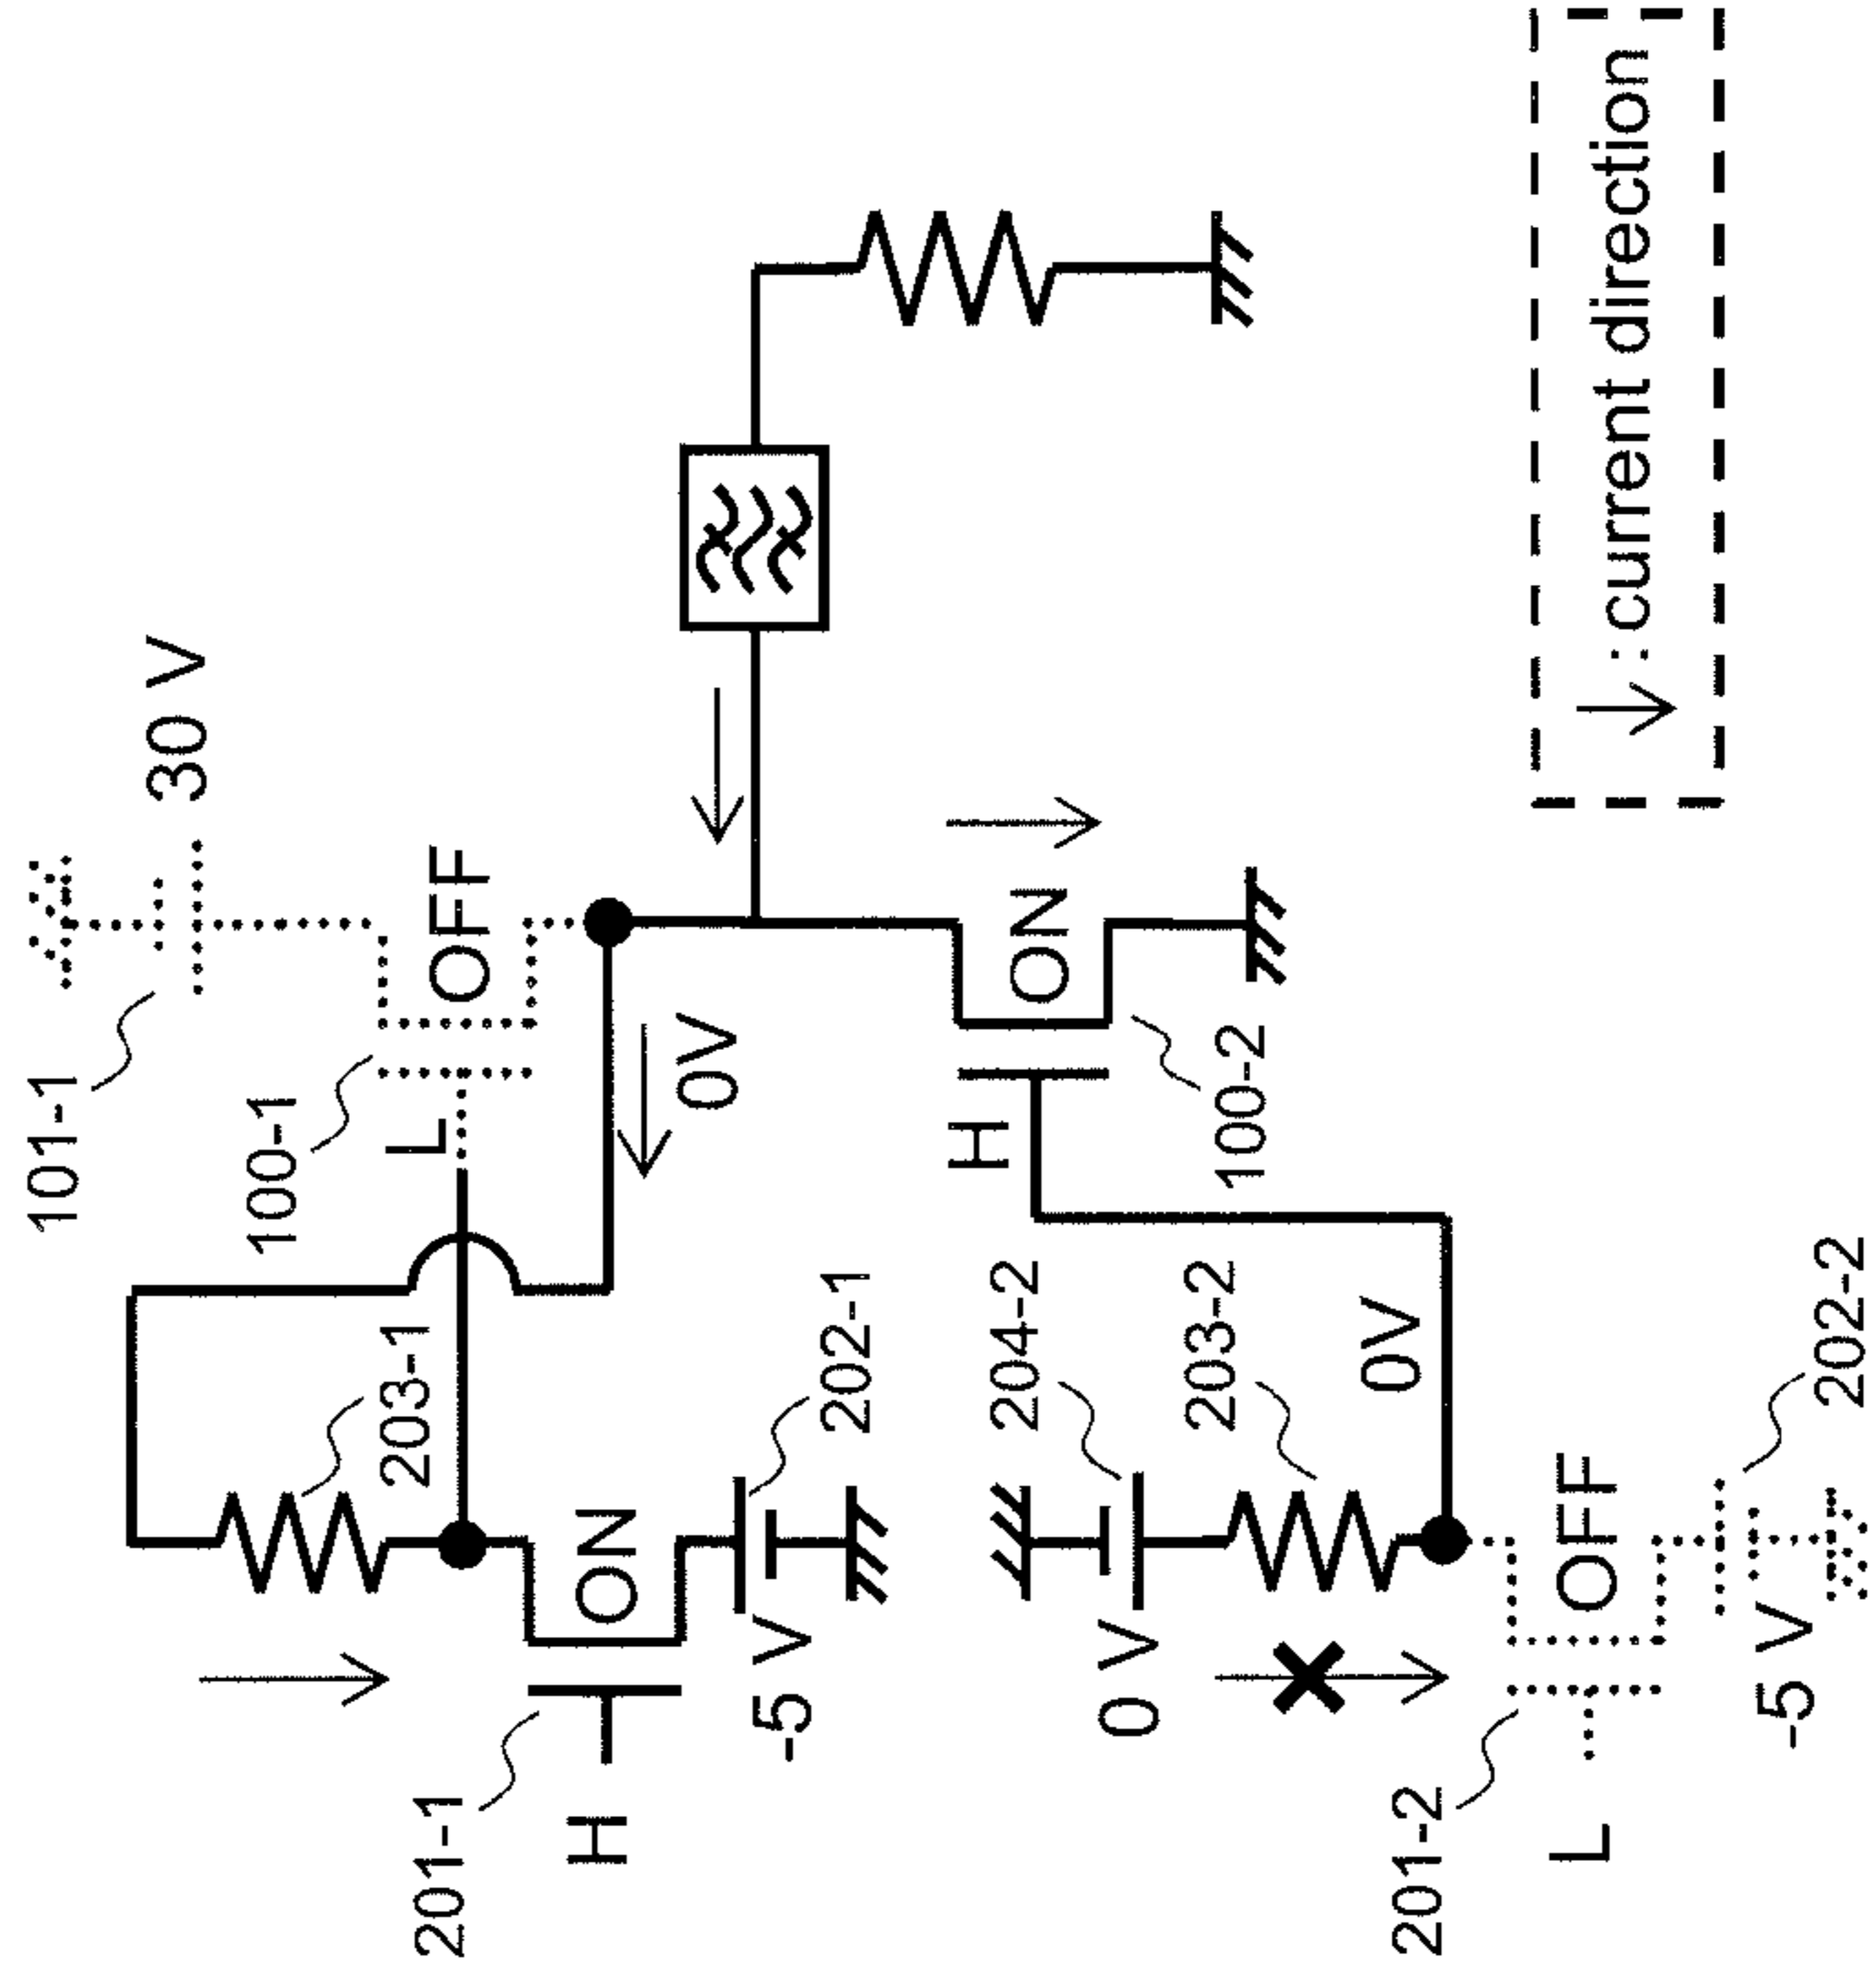 101-1
30 V
100-1
L
OFF
203-1
0V
201-1
H
ON
202-1
-5 V
204-2
H
ON
100-2
203-2
0 V
0V
201-2
L
OFF
202-2
-5 V
: current direction